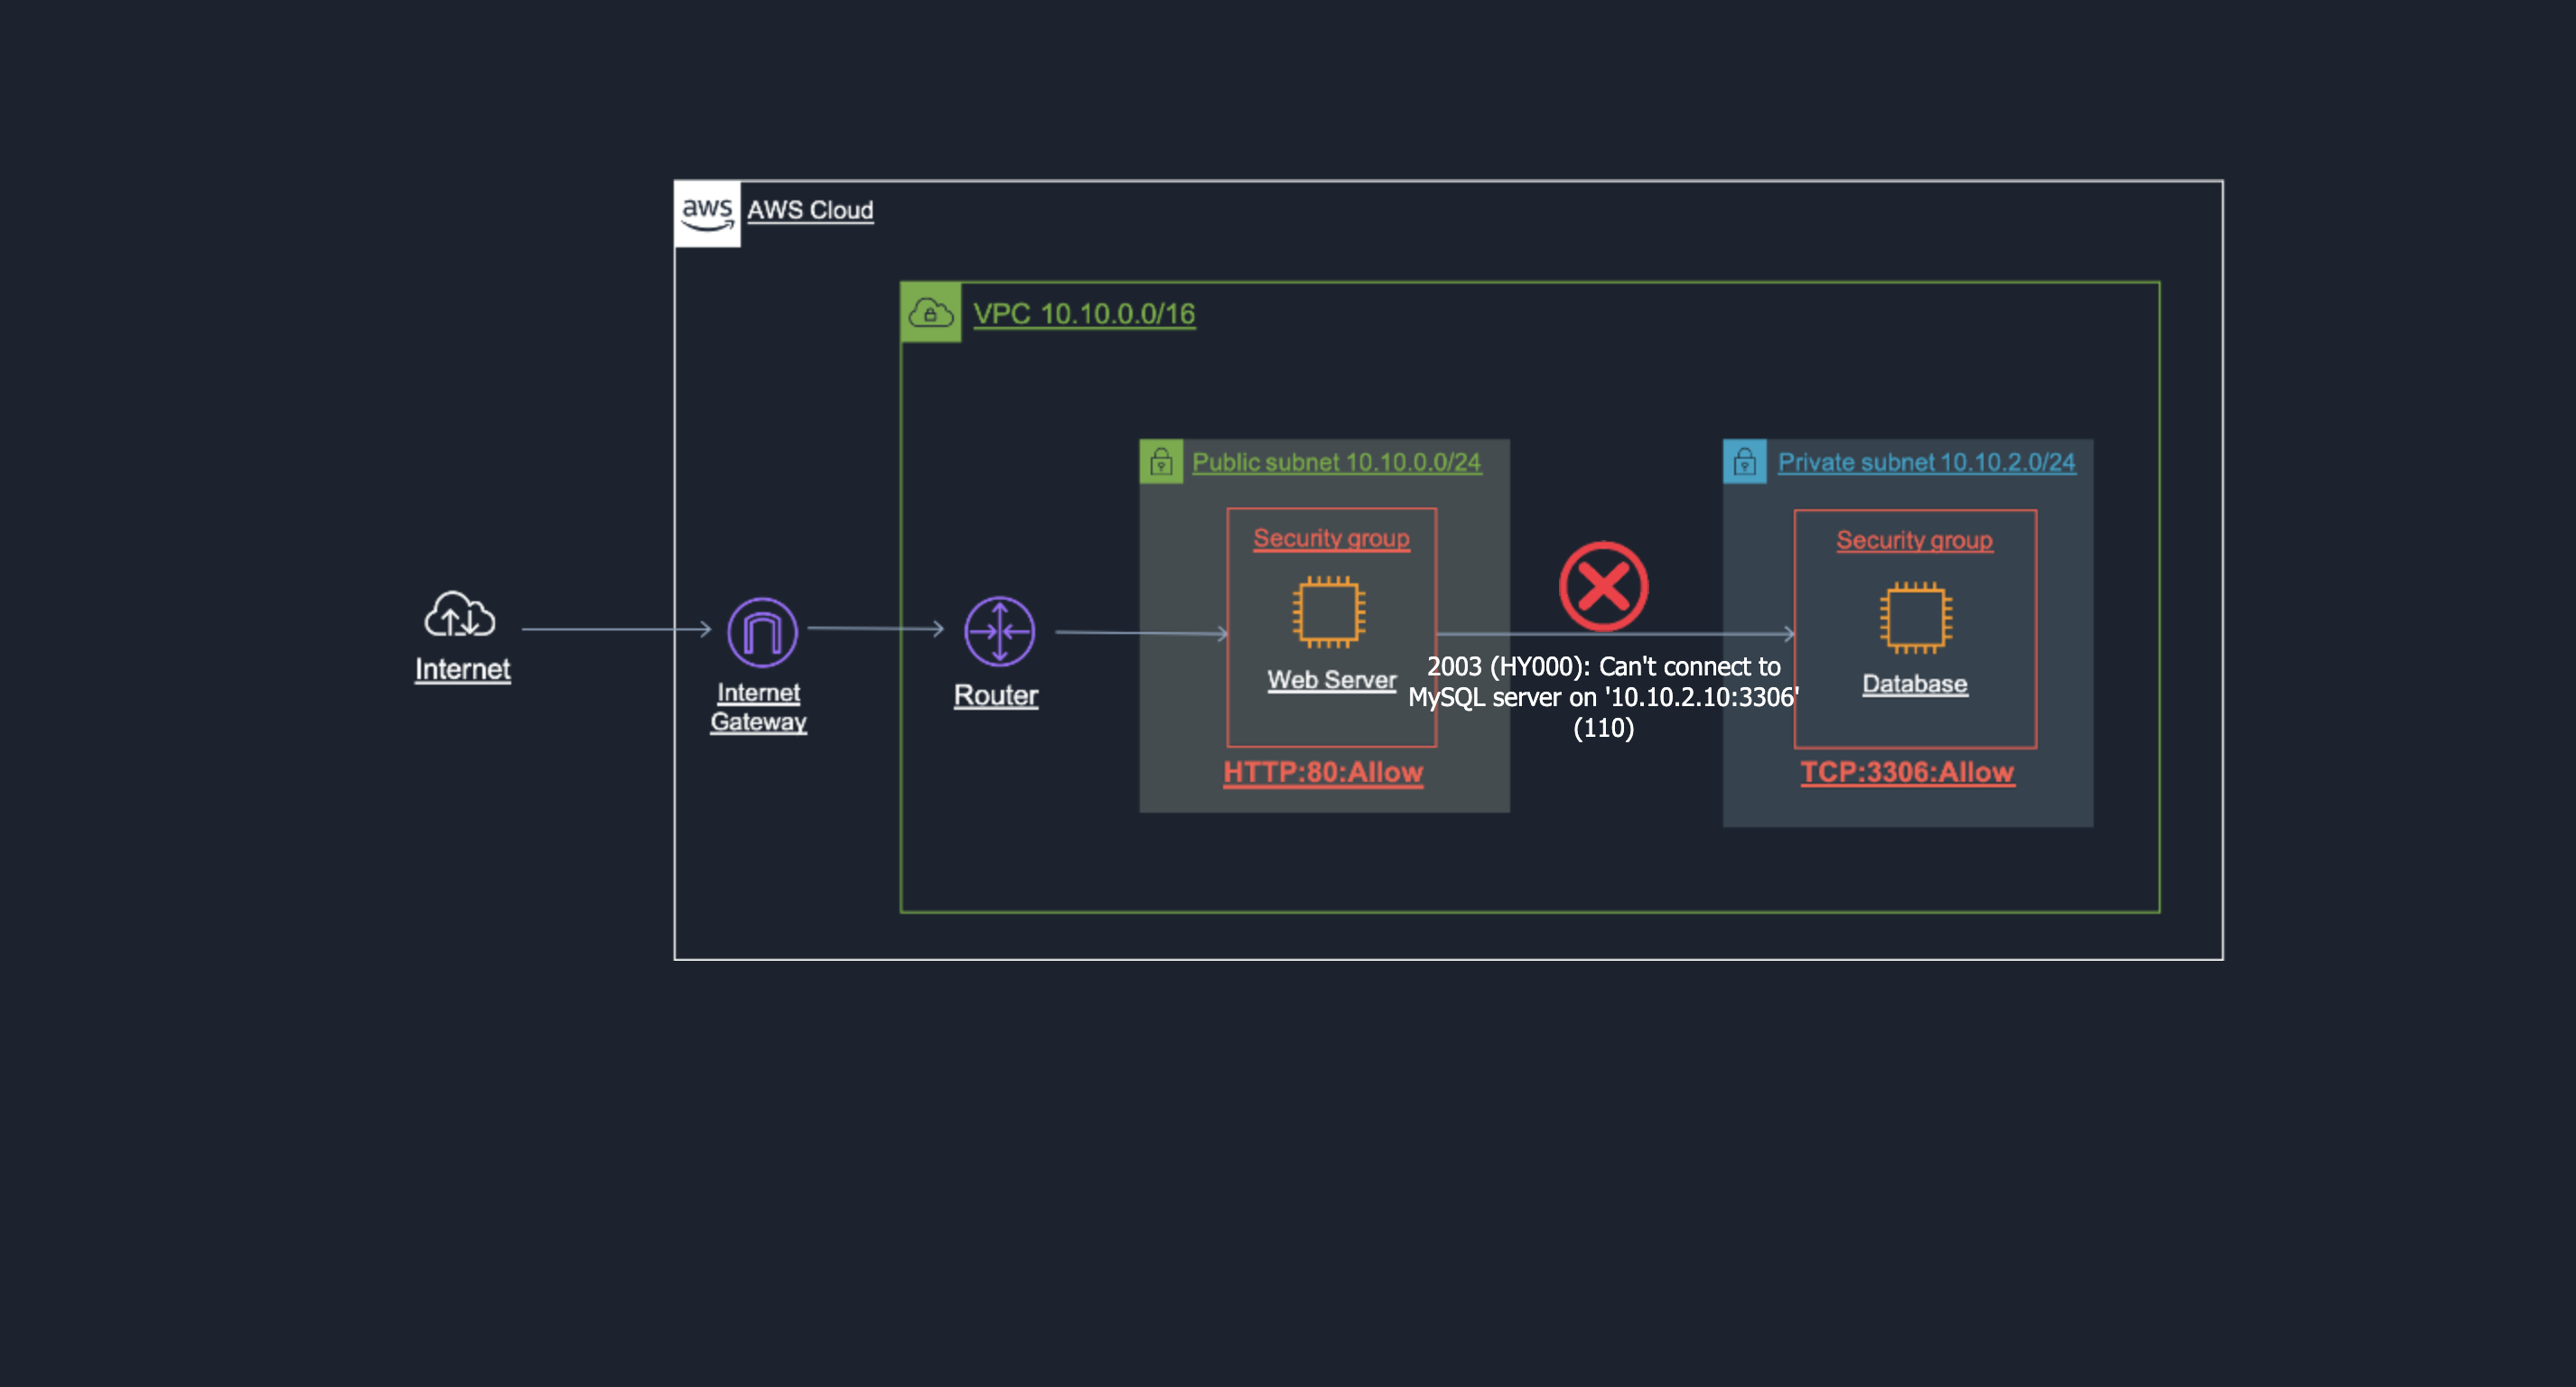 aws
AWS Cloud
VPC 10.10.0.0/16
Public subnet 10.10.0.0/24
Private subnet 10.10.2.0/24
Security group
Security group
Internet
Internet
Gateway
Router
Web Server
2003 (HY000): Can't connect to
MySQL server on '10.10.2.10:3306'
(110)
Database
HTTP:80:Allow
TCP:3306:Allow